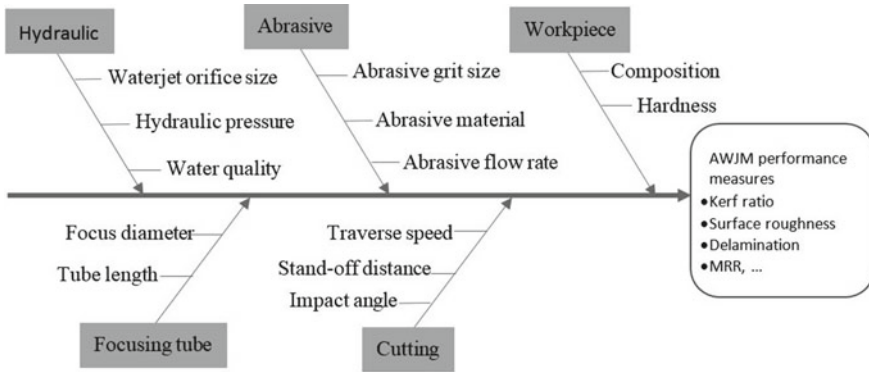 Hydraulic
Waterjet orifice size
Hydraulic pressure
Water quality
Abrasive
Abrasive grit size
Abrasive material
Abrasive flow rate
Workpiece
Composition
Hardness
Focus diameter
Tube length
Focusing tube
Traverse speed
Stand-off distance
Impact angle
Cutting
AWJM performance
measures
•Kerf ratio
•Surface roughness
•Delamination
•MRR, ...